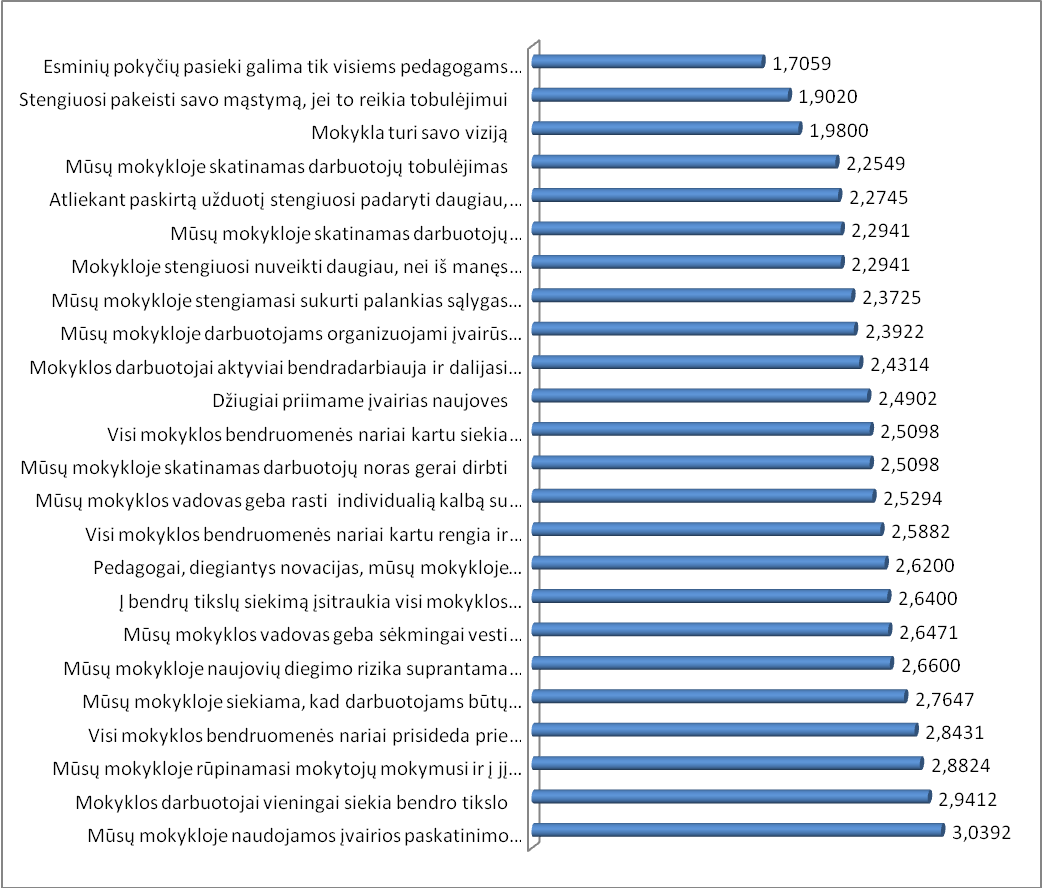 Esminių pokyčių pasieki galima tik visiems pedagogams... 1,7059
Stengiuosi pakeisti savo mąstymą, jei to reikia tobulėjimui 1,9020
Mokykla turi savo viziją 1,9800
Mūsų mokykloje skatinamas darbuotojų tobulėjimas 2,2549
Atliekant paskirtą užduotį stengiuosi padaryti daugiau,... 2,2745
Mūsų mokykloje skatinamas darbuotojų... 2,2941
Mokykloje stengiuosi nuveikti daugiau, nei iš manęs... 2,2941
Mūsų mokykloje stengiamasi sukurti palankias sąlygas... 2,3725
Mūsų mokykloje darbuotojams organizuojami įvairūs... 2,3922
Mokyklos darbuotojai aktyviai bendradarbiauja ir dalijasi... 2,4314
Džiugiai priimame įvairias naujoves 2,4902
Visi mokyklos bendruomenės nariai kartu siekia... 2,5098
Mūsų mokykloje skatinamas darbuotojų noras gerai dirbti 2,5098
Mūsų mokyklos vadovas geba rasti individualią kalbą su... 2,5294
Visi mokyklos bendruomenės nariai kartu rengia ir... 2,5882
Pedagogai, diegiantys novacijas, mūsų mokykloje... 2,6200
Į bendrų tikslų siekimą įsitraukia visi mokyklos... 2,6400
Mūsų mokyklos vadovas geba sėkmingai vesti... 2,6471
Mūsų mokykloje naujovių diegimo rizika suprantama... 2,6600
Mūsų mokykloje siekiama, kad darbuotojams būtų... 2,7647
Visi mokyklos bendruomenės nariai prisideda prie... 2,8431
Mūsų mokykloje rūpinamasi mokytojų mokymusi ir į jį... 2,8824
Mokyklos darbuotojai vieningai siekia bendro tikslo 2,9412
Mūsų mokykloje naudojamos įvairios paskatinimo... 3,0392